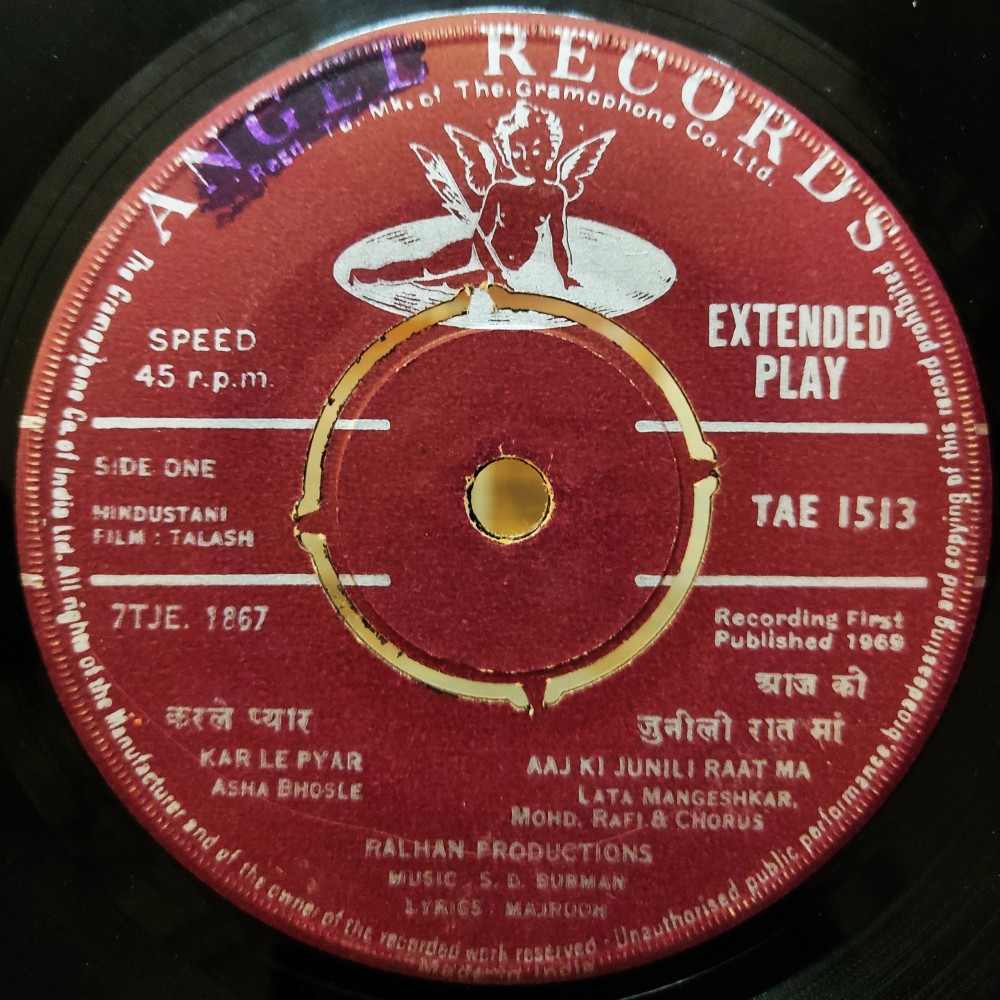 ANGEL RECORDS
Regd. Td. Mk. of The Gramophone Co., Ltd.
SPEED
45 r.p.m.
EXTENDED
PLAY
SIDE ONE
HINDUSTANI
FILM : TALASH
TAE 1513
7TJE. 1867
Recording First
Published 1969
करले प्यार
KAR LE PYAR
ASHA BHOSLE
आज की
जुनीली रात मां
AAJ KI JUNILI RAAT MA
LATA MANGESHKAR,
MOHD. RAFI & CHORUS
RALHAN PRODUCTIONS
MUSIC : S. D. BURMAN
LYRICS : MAJROOH
The Gramophone Co. of India Ltd. All rights of the Manufacturer and of the owner of the recorded work reserved · Unauthorised public performance, broadcasting and copying of this record prohibited
Made in India